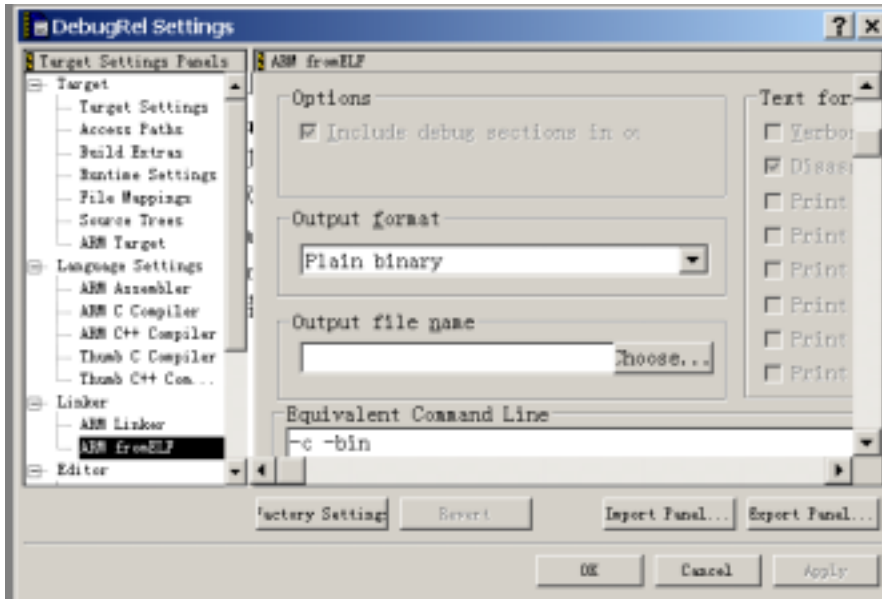 DebugRel Settings
Target Settings Panels
Target
Target Settings
Access Paths
Build Extras
Runtime Settings
File Mappings
Source Trees
ARM Target
Language Settings
ARM Assembler
ARM C Compiler
ARM C++ Compiler
Thumb C Compiler
Thumb C++ Com...
Linker
ARM Linker
ARM fromELF
Editor
ARM fromELF
Options
Include debug sections in
Output format
Plain binary
Output file name
Choose...
Equivalent Command Line
-c -bin
Text for
Verbo
Disas
Print
Print
Print
Print
Print
Print
actory Setting
Revert
Import Panel...
Export Panel...
OK
Cancel
Apply